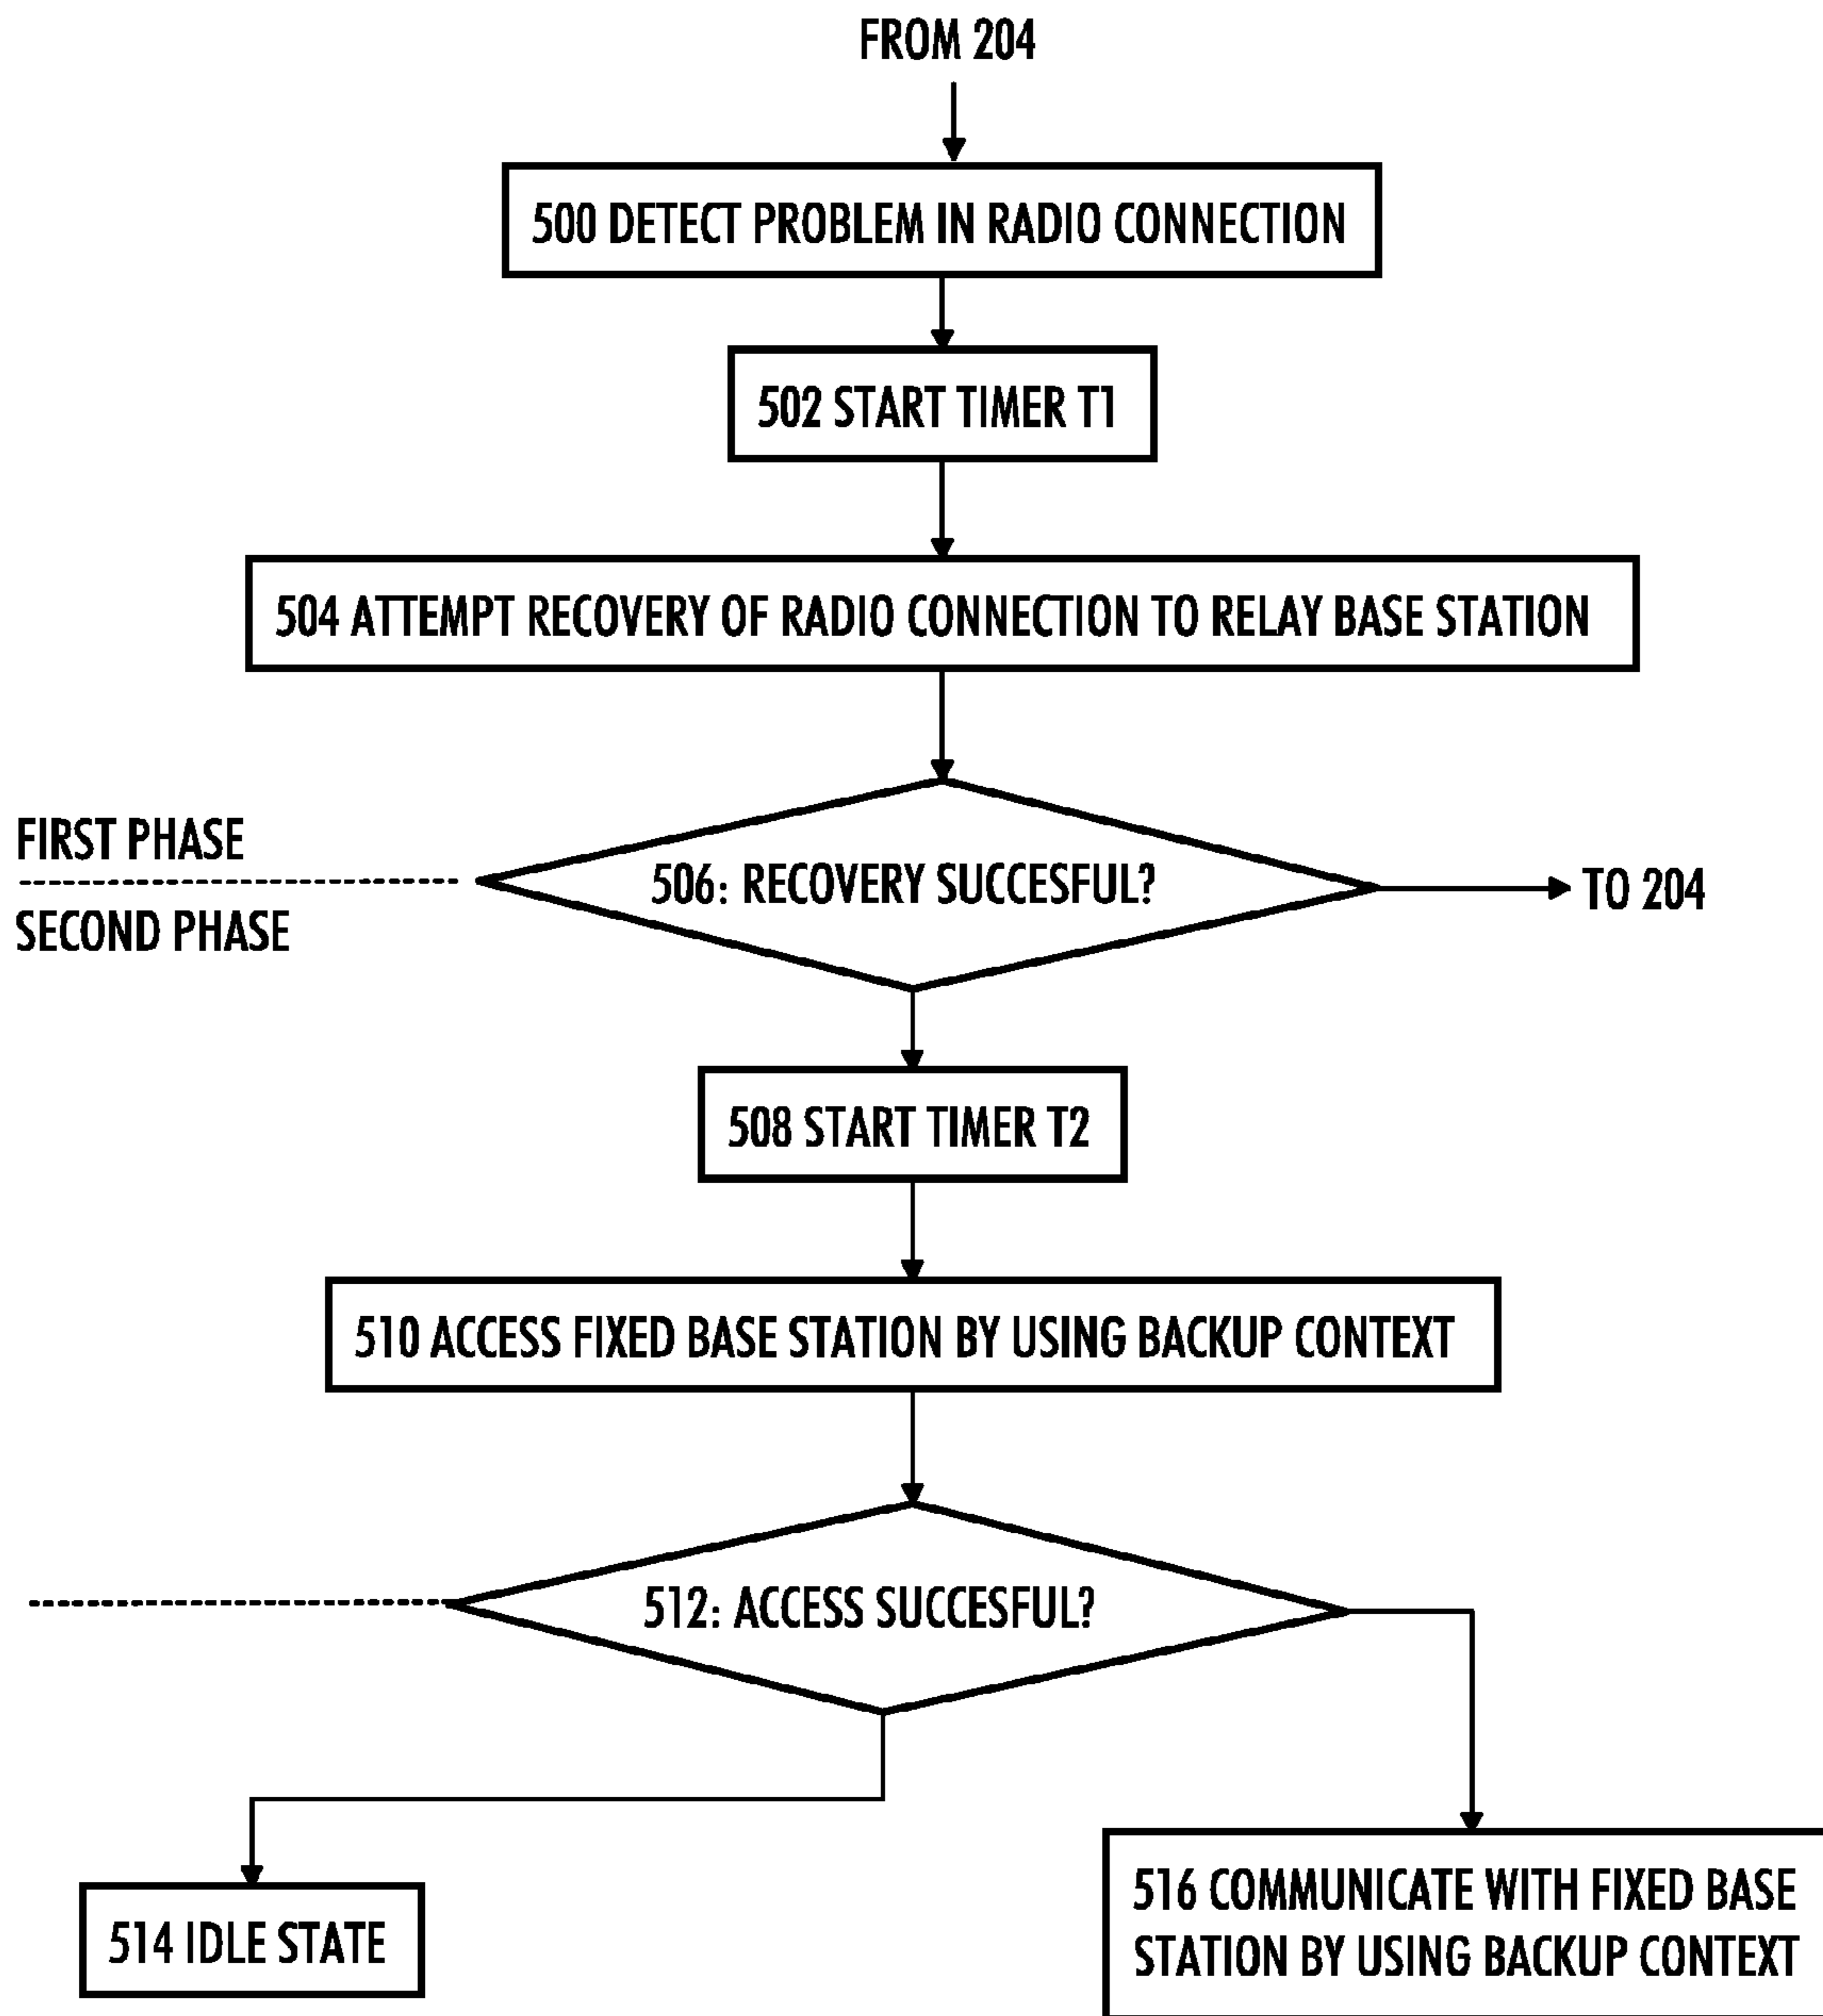 FROM 204
500 DETECT PROBLEM IN RADIO CONNECTION
502 START TIMER T1
504 ATTEMPT RECOVERY OF RADIO CONNECTION TO RELAY BASE STATION
FIRST PHASE
SECOND PHASE
506: RECOVERY SUCCESFUL?
TO 204
508 START TIMER T2
510 ACCESS FIXED BASE STATION BY USING BACKUP CONTEXT
512: ACCESS SUCCESFUL?
514 IDLE STATE
516 COMMUNICATE WITH FIXED BASE
STATION BY USING BACKUP CONTEXT